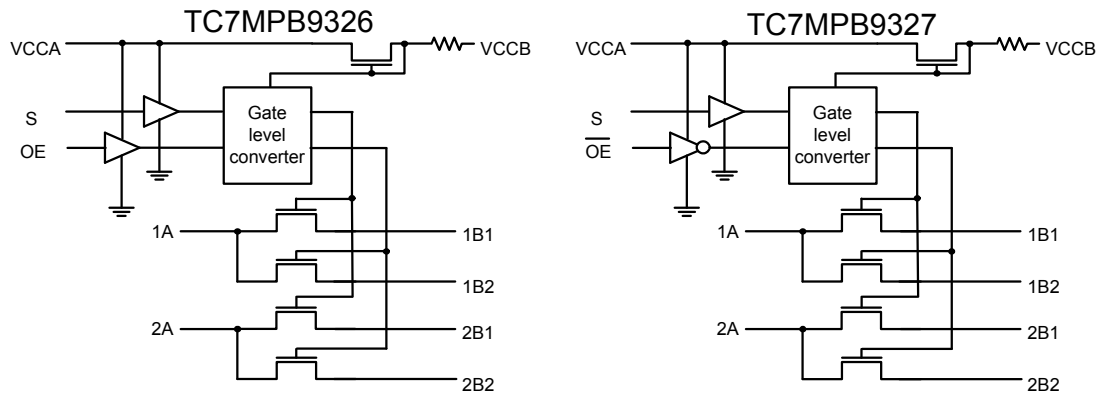 TC7MPB9326
VCCA
VCCB
S
OE
Gate
level
converter
1A
1B1
1B2
2A
2B1
2B2
TC7MPB9327
VCCA
VCCB
S
OE
Gate
level
converter
1A
1B1
1B2
2A
2B1
2B2